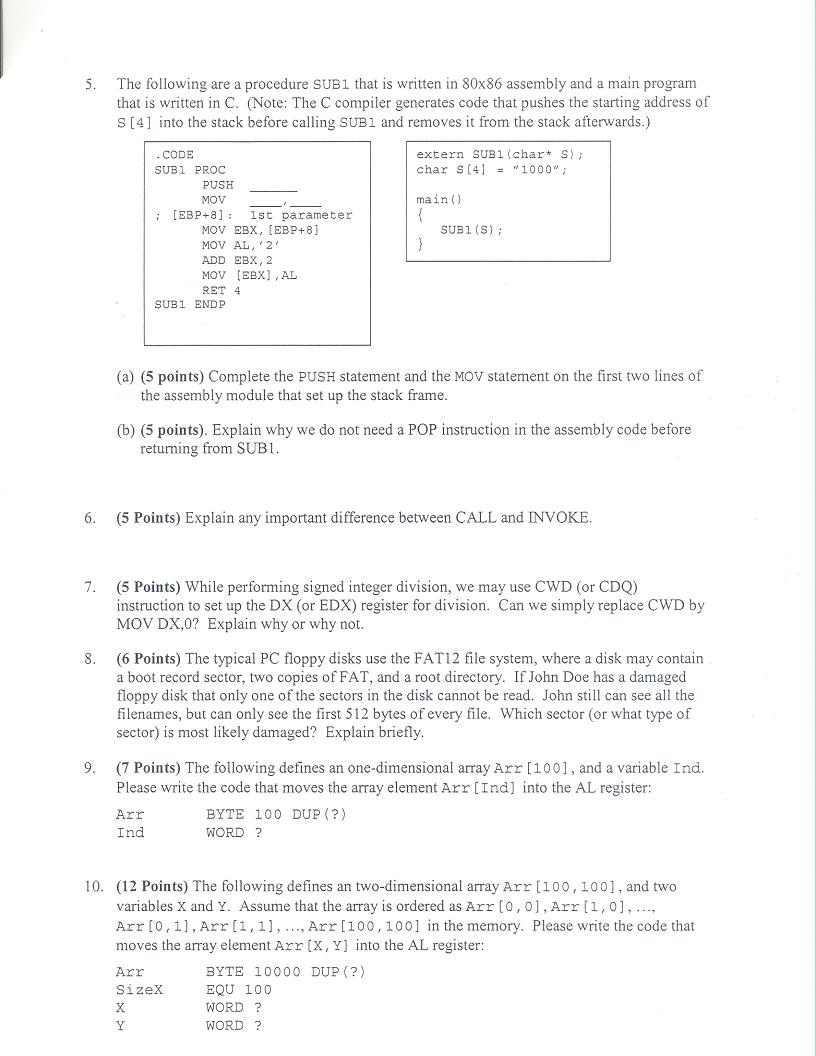 5. The following are a procedure SUB1 that is written in 80x86 assembly and a main program
that is written in C. (Note: The C compiler generates code that pushes the starting address of
S[4] into the stack before calling SUB1 and removes it from the stack afterwards.)
.CODE
SUB1 PROC
PUSH ______
MOV ____,____
; [EBP+8]: 1st parameter
MOV EBX,[EBP+8]
MOV AL,'2'
ADD EBX,2
MOV [EBX],AL
RET 4
SUB1 ENDP
extern SUB1(char* S);
char S[4] = "1000";
main()
{
SUB1(S);
}
(a) (5 points) Complete the PUSH statement and the MOV statement on the first two lines of
the assembly module that set up the stack frame.
(b) (5 points). Explain why we do not need a POP instruction in the assembly code before
returning from SUB1.
6. (5 Points) Explain any important difference between CALL and INVOKE.
7. (5 Points) While performing signed integer division, we may use CWD (or CDQ)
instruction to set up the DX (or EDX) register for division. Can we simply replace CWD by
MOV DX,0? Explain why or why not.
8. (6 Points) The typical PC floppy disks use the FAT12 file system, where a disk may contain
a boot record sector, two copies of FAT, and a root directory. If John Doe has a damaged
floppy disk that only one of the sectors in the disk cannot be read. John still can see all the
filenames, but can only see the first 512 bytes of every file. Which sector (or what type of
sector) is most likely damaged? Explain briefly.
9. (7 Points) The following defines an one-dimensional array Arr[100], and a variable Ind.
Please write the code that moves the array element Arr[Ind] into the AL register:
Arr BYTE 100 DUP(?)
Ind WORD ?
10. (12 Points) The following defines an two-dimensional array Arr[100,100], and two
variables X and Y. Assume that the array is ordered as Arr[0,0], Arr[1,0], ...,
Arr[0,1], Arr[1,1], ..., Arr[100,100] in the memory. Please write the code that
moves the array element Arr[X,Y] into the AL register:
Arr BYTE 10000 DUP(?)
SizeX EQU 100
X WORD ?
Y WORD ?